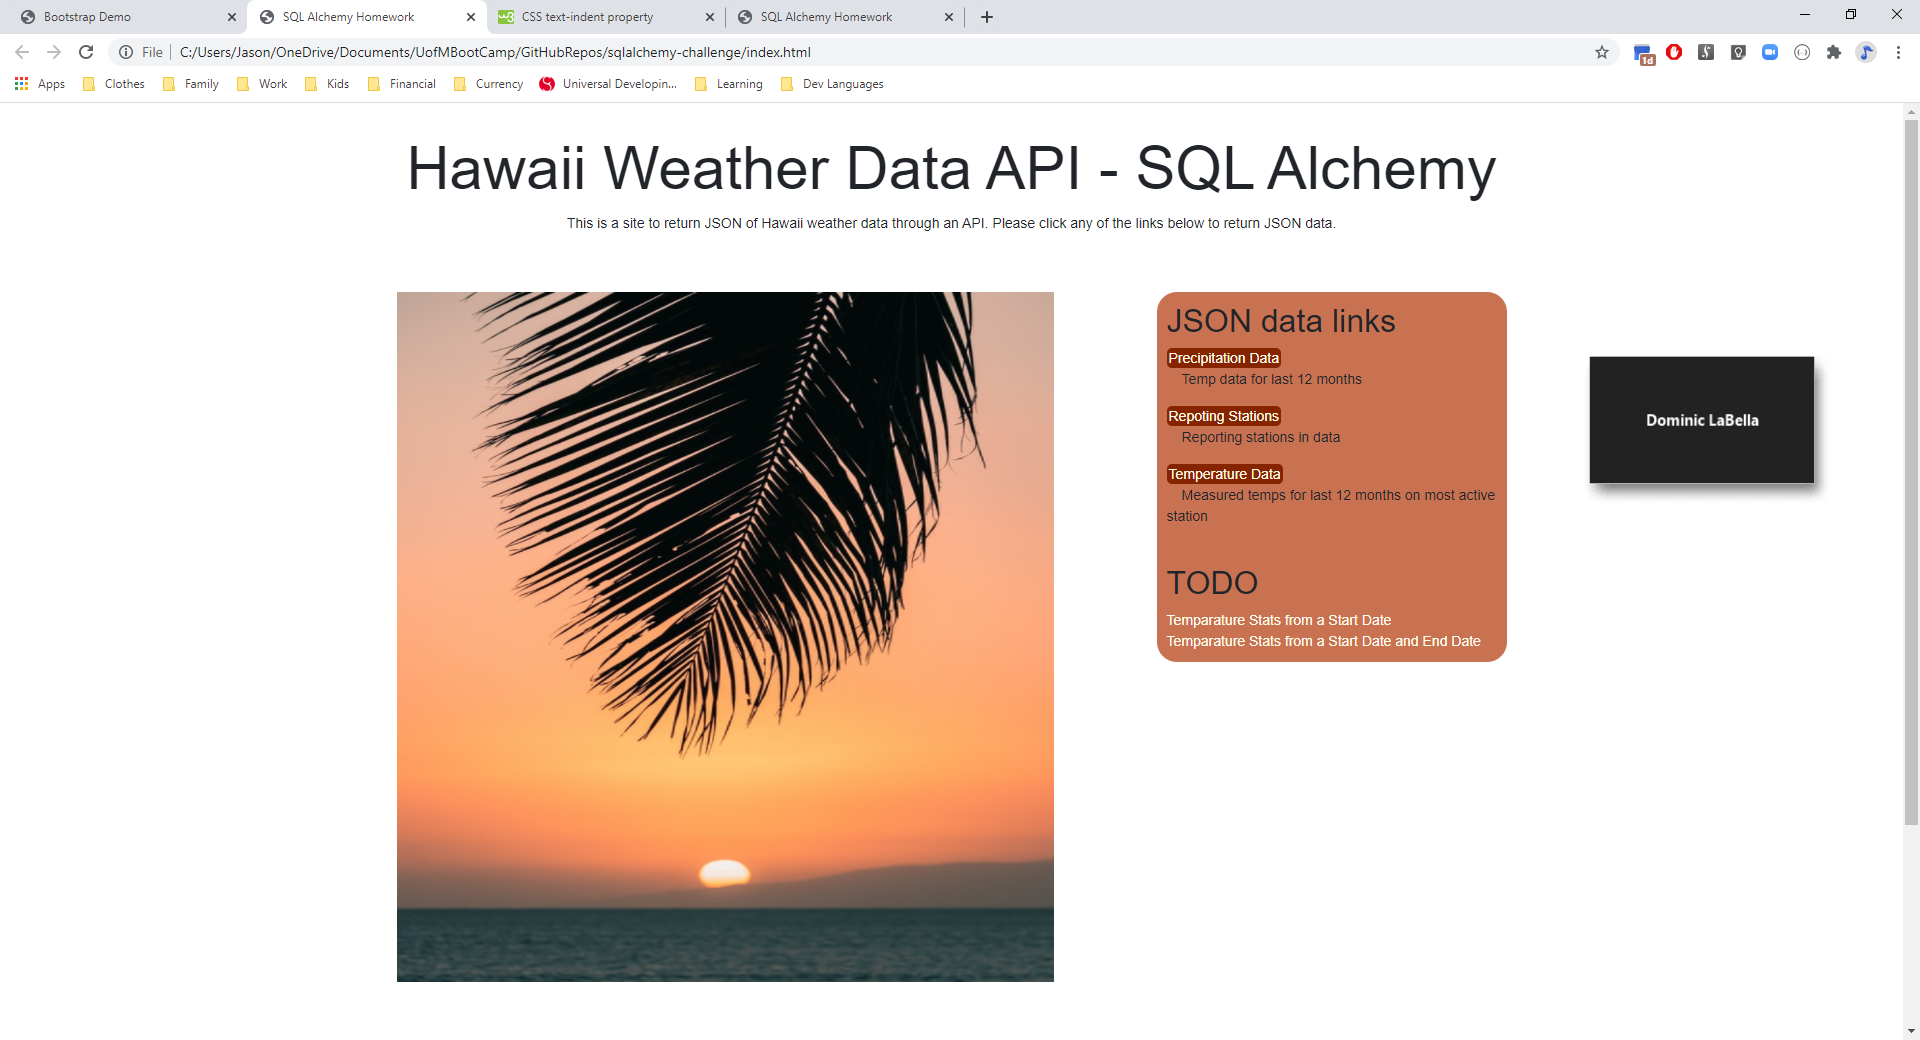 Bootstrap Demo
SQL Alchemy Homework
CSS text-indent property
SQL Alchemy Homework
File
C:/Users/Jason/OneDrive/Documents/UofMBootCamp/GitHubRepos/sqlalchemy-challenge/index.html
1d
Apps
Clothes
Family
Work
Kids
Financial
Currency
Universal Developin...
Learning
Dev Languages
Hawaii Weather Data API - SQL Alchemy
This is a site to return JSON of Hawaii weather data through an API. Please click any of the links below to return JSON data.
JSON data links
Precipitation Data
Temp data for last 12 months
Repoting Stations
Reporting stations in data
Temperature Data
Measured temps for last 12 months on most active
station
TODO
Temparature Stats from a Start Date
Temparature Stats from a Start Date and End Date
Dominic LaBella